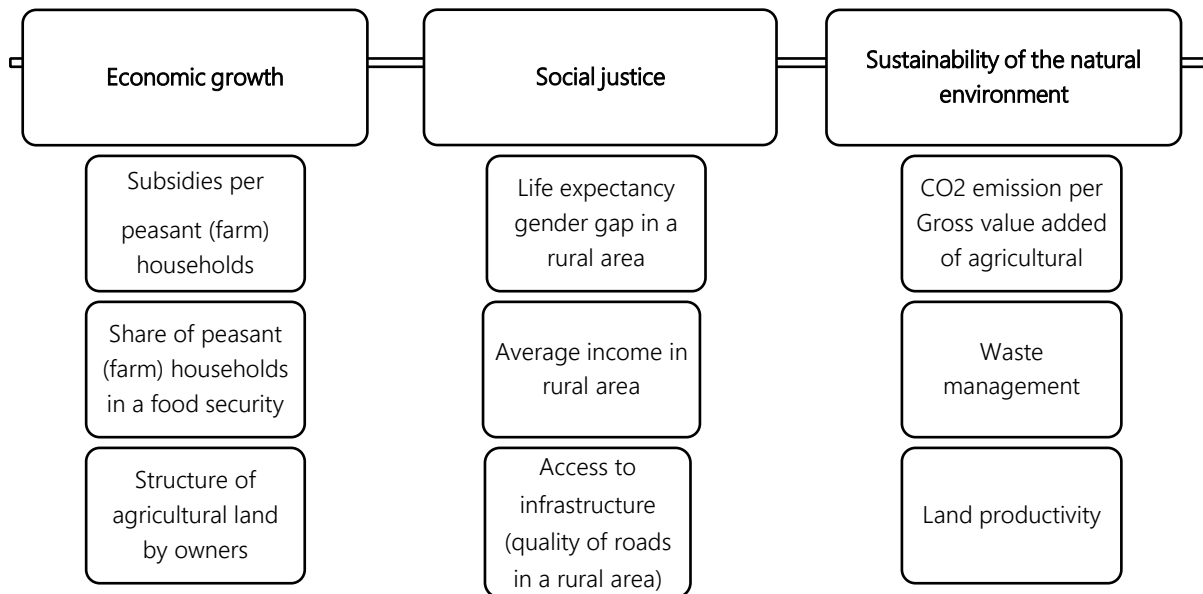 Economic growth
Subsidies per
peasant (farm)
households
Share of peasant
(farm) households
in a food security
Structure of
agricultural land
by owners
Social justice
Life expectancy
gender gap in a
rural area
Average income in
rural area
Access to
infrastructure
(quality of roads
in a rural area)
Sustainability of the natural
environment
CO2 emission per
Gross value added
of agricultural
Waste
management
Land productivity